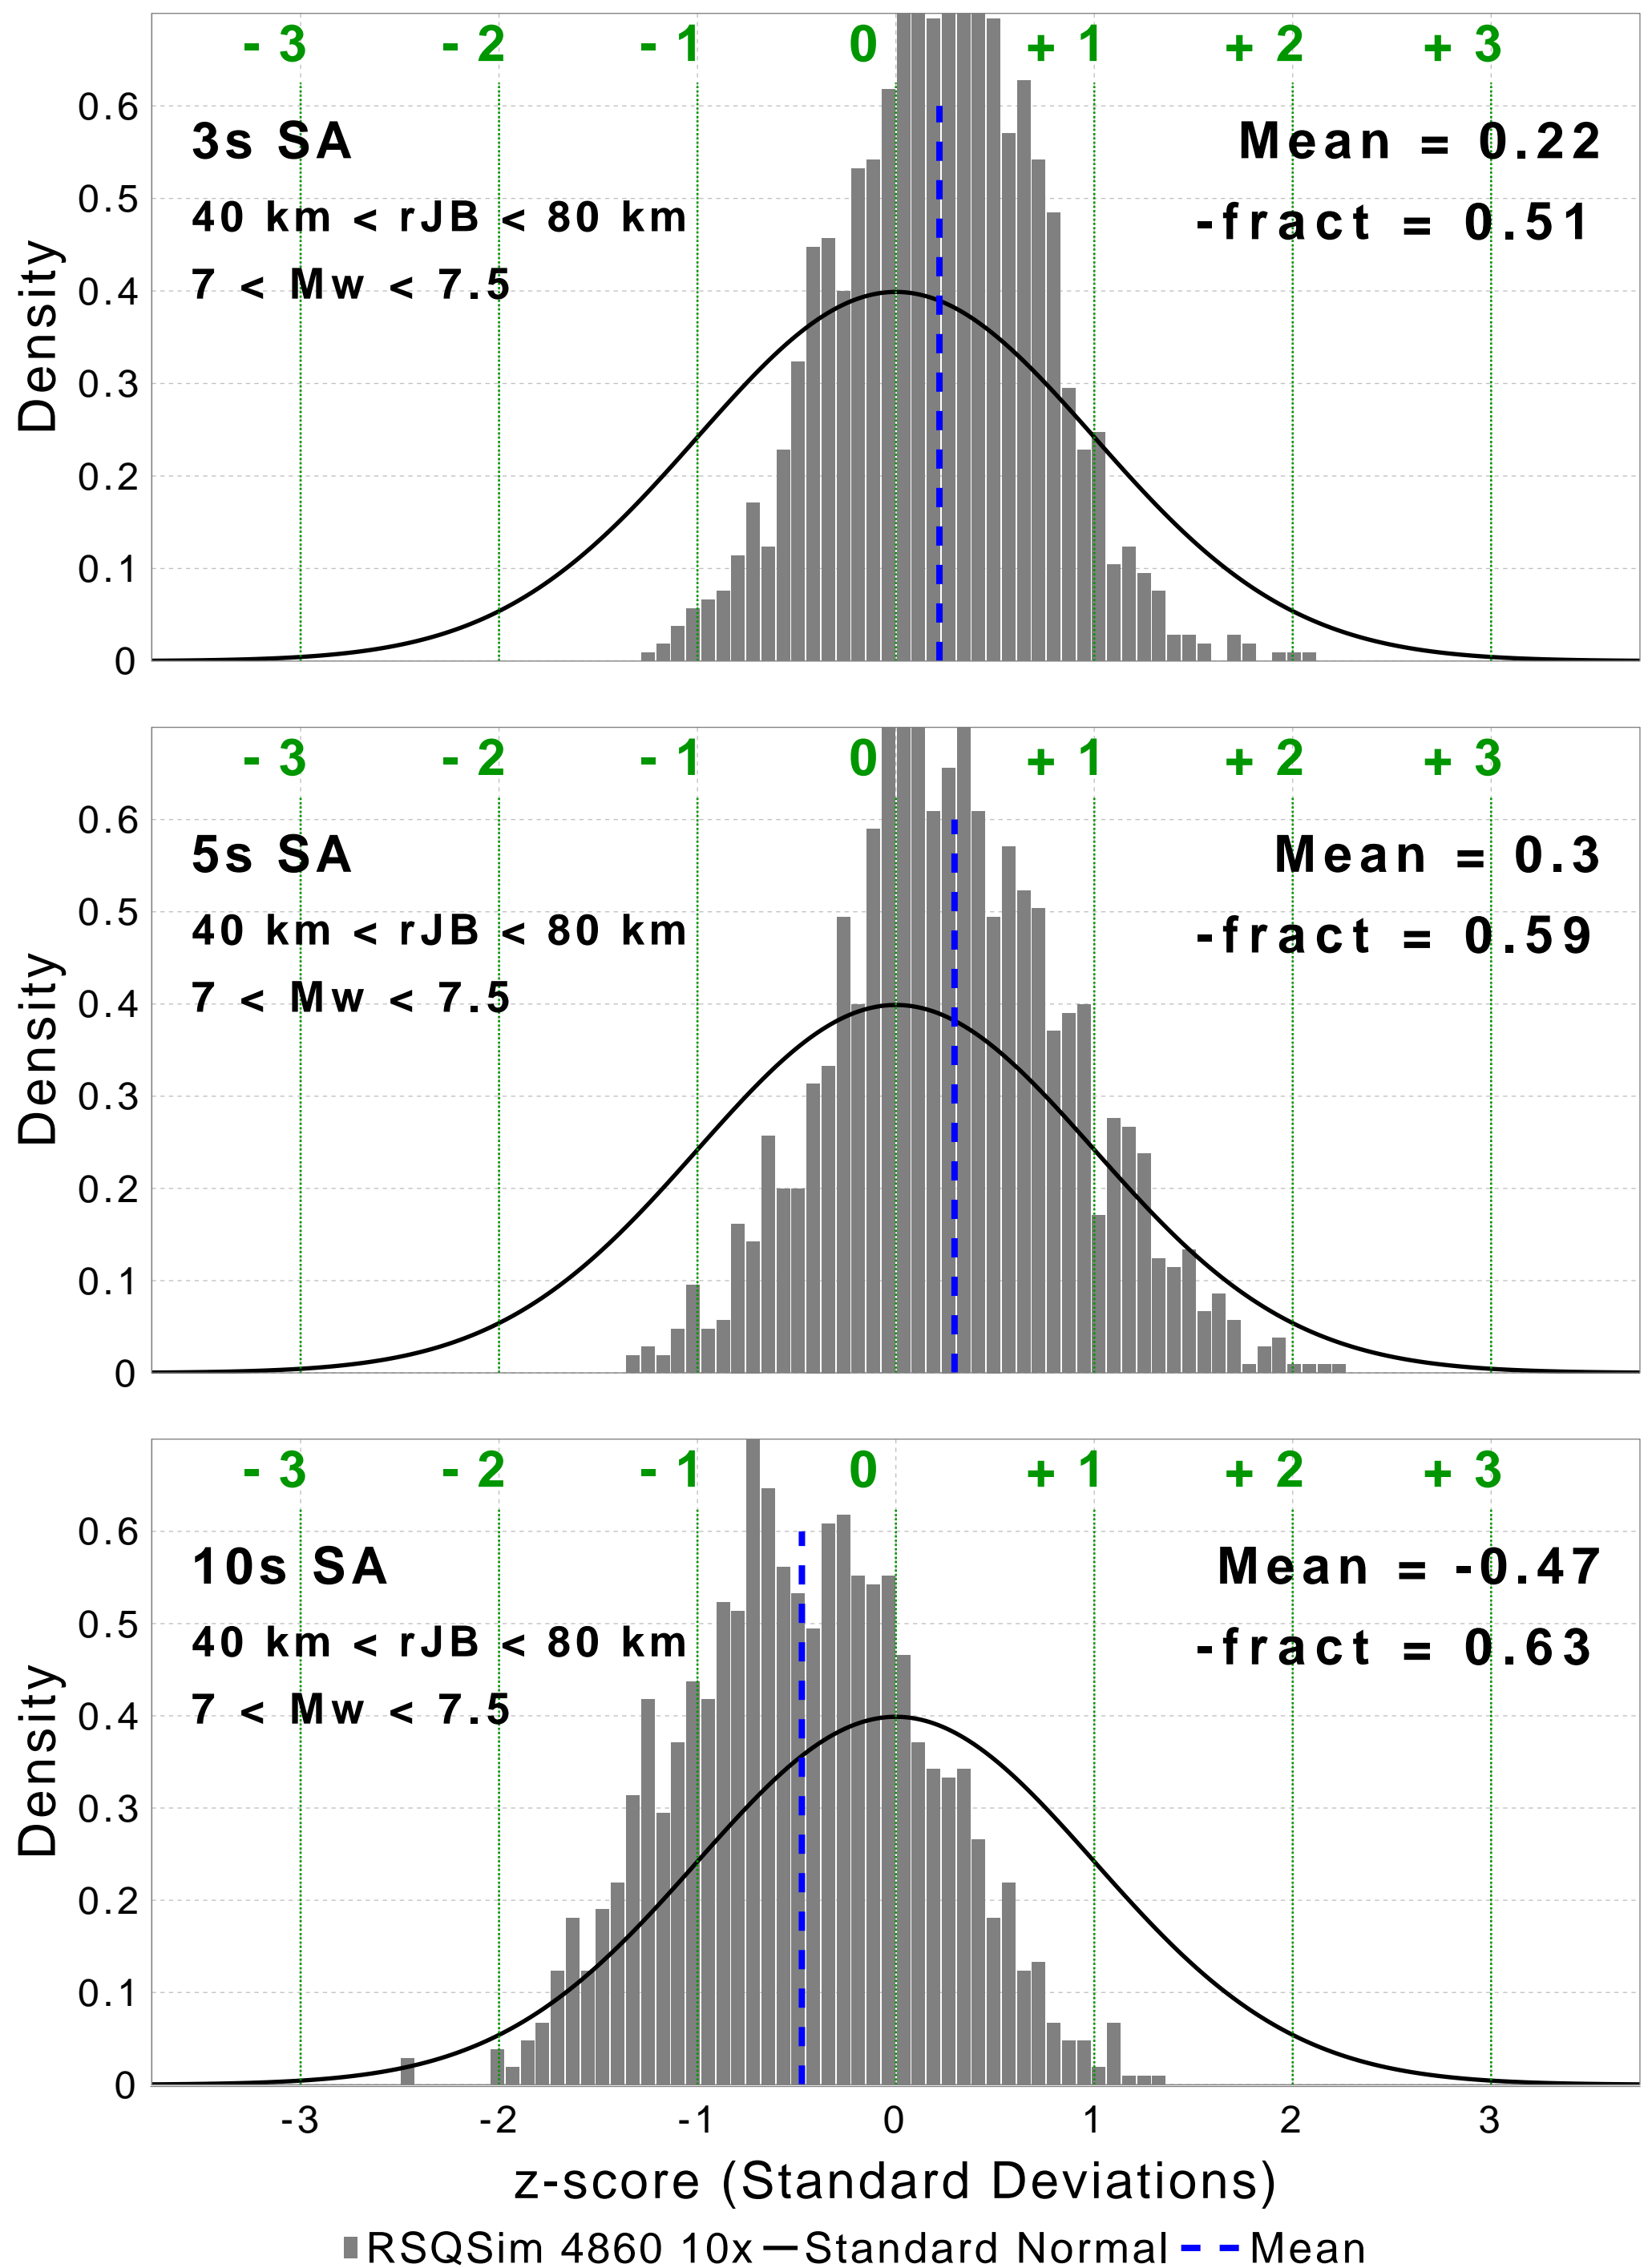 - 3 - 2 - 1 0 + 1 + 2 + 3
0.6
3s SA Mean = 0.22
0.5
40 km < rJB < 80 km -fract = 0.51
7 < Mw < 7.5
0.4
0.3
0.2
0.1
0
Density
- 3 - 2 - 1 0 + 1 + 2 + 3
0.6
5s SA Mean = 0.3
0.5
40 km < rJB < 80 km -fract = 0.59
7 < Mw < 7.5
0.4
0.3
0.2
0.1
0
Density
- 3 - 2 - 1 0 + 1 + 2 + 3
0.6
10s SA Mean = -0.47
0.5
40 km < rJB < 80 km -fract = 0.63
7 < Mw < 7.5
0.4
0.3
0.2
0.1
0
Density
-3 -2 -1 0 1 2 3
z-score (Standard Deviations)
RSQSim 4860 10x Standard Normal Mean